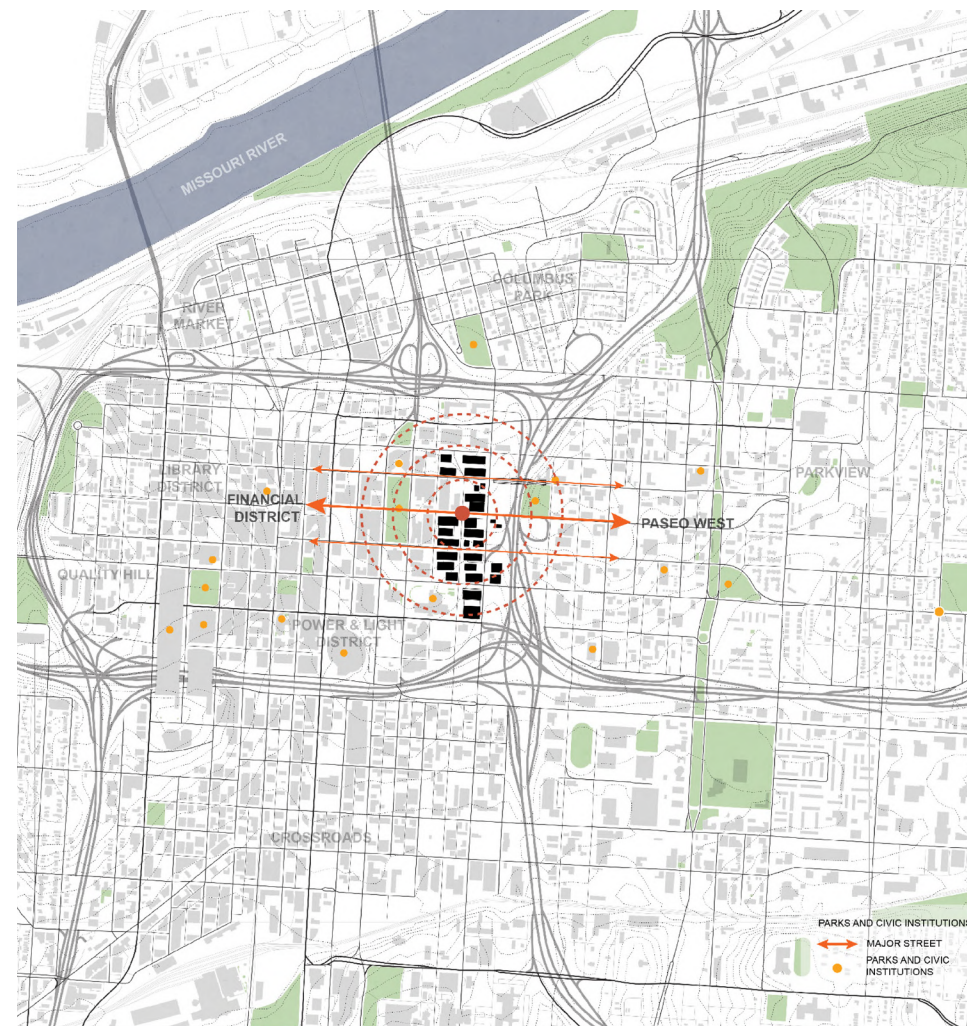 MISSOURI RIVER
COLUMBUS
PARK
RIVER
MARKET
LIBRARY
DISTRICT
PARKVIEW
FINANCIAL
DISTRICT
PASEO WEST
QUALITY HILL
POWER & LIGHT
DISTRICT
CROSSROADS
PARKS AND CIVIC INSTITUTIONS
MAJOR STREET
PARKS AND CIVIC
INSTITUTIONS